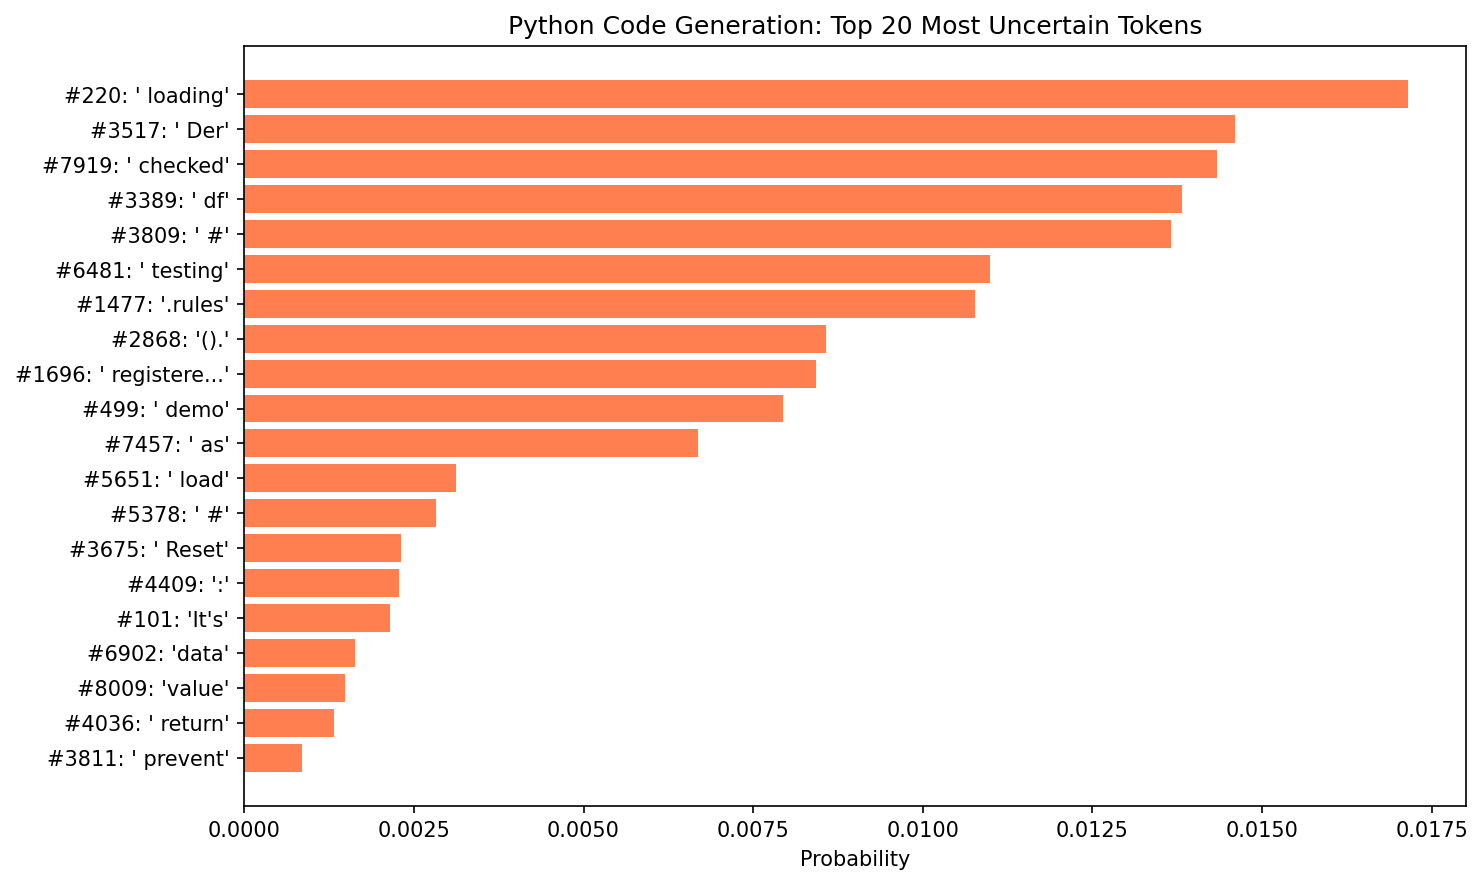 Python Code Generation: Top 20 Most Uncertain Tokens
#220: ' loading'
#3517: ' Der'
#7919: ' checked'
#3389: ' df'
#3809: ' #'
#6481: ' testing'
#1477: '.rules'
#2868: '().'
#1696: ' registere...'
#499: ' demo'
#7457: ' as'
#5651: ' load'
#5378: ' #'
#3675: ' Reset'
#4409: ':'
#101: 'It's'
#6902: 'data'
#8009: 'value'
#4036: ' return'
#3811: ' prevent'
0.0000 0.0025 0.0050 0.0075 0.0100 0.0125 0.0150 0.0175
Probability